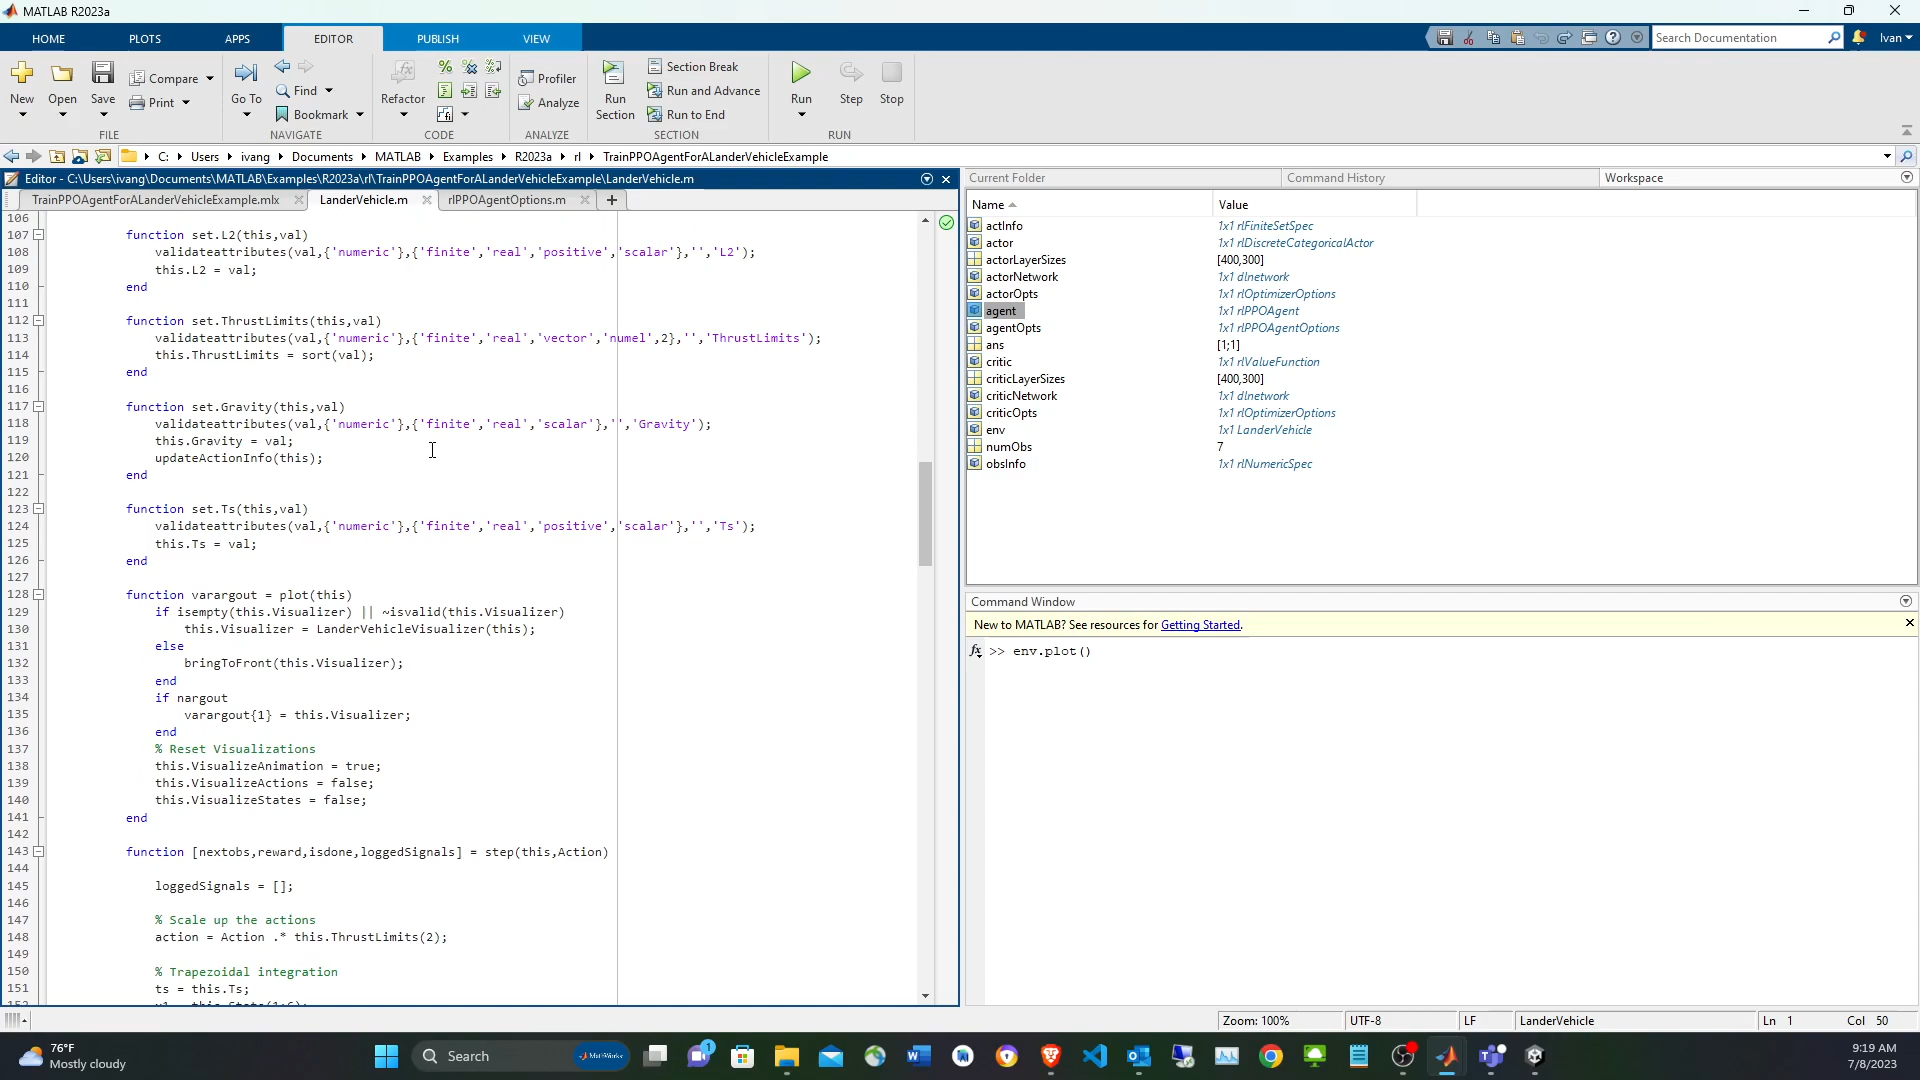 MATLAB R2023a
HOME PLOTS APPS EDITOR PUBLISH VIEW
Search Documentation
Ivan
New Open Save Compare Print
Go To Find Bookmark
Refactor
Profiler Analyze
Run Section
Section Break
Run and Advance
Run to End
Run Step Stop
FILE NAVIGATE CODE ANALYZE SECTION RUN
C: Users ivang Documents MATLAB Examples R2023a rl TrainPPOAgentForALanderVehicleExample
Editor - C:\Users\ivang\Documents\MATLAB\Examples\R2023a\rl\TrainPPOAgentForALanderVehicleExample\LanderVehicle.m
TrainPPOAgentForALanderVehicleExample.mlx LanderVehicle.m rlPPOAgentOptions.m
106
107 function set.L2(this,val)
108 validateattributes(val,{'numeric'},{'finite','real','positive','scalar'},'','L2');
109 this.L2 = val;
110 end
111
112 function set.ThrustLimits(this,val)
113 validateattributes(val,{'numeric'},{'finite','real','vector','numel',2},'','ThrustLimits');
114 this.ThrustLimits = sort(val);
115 end
116
117 function set.Gravity(this,val)
118 validateattributes(val,{'numeric'},{'finite','real','scalar'},'','Gravity');
119 this.Gravity = val;
120 updateActionInfo(this);
121 end
122
123 function set.Ts(this,val)
124 validateattributes(val,{'numeric'},{'finite','real','positive','scalar'},'','Ts');
125 this.Ts = val;
126 end
127
128 function varargout = plot(this)
129 if isempty(this.Visualizer) || ~isvalid(this.Visualizer)
130 this.Visualizer = LanderVehicleVisualizer(this);
131 else
132 bringToFront(this.Visualizer);
133 end
134 if nargout
135 varargout{1} = this.Visualizer;
136 end
137 % Reset Visualizations
138 this.VisualizeAnimation = true;
139 this.VisualizeActions = false;
140 this.VisualizeStates = false;
141 end
142
143 function [nextobs,reward,isdone,loggedSignals] = step(this,Action)
144
145 loggedSignals = [];
146
147 % Scale up the actions
148 action = Action .* this.ThrustLimits(2);
149
150 % Trapezoidal integration
151 ts = this.Ts;
Current Folder Command History Workspace
Name Value
actInfo 1x1 rlFiniteSetSpec
actor 1x1 rlDiscreteCategoricalActor
actorLayerSizes [400,300]
actorNetwork 1x1 dlnetwork
actorOpts 1x1 rlOptimizerOptions
agent 1x1 rlPPOAgent
agentOpts 1x1 rlPPOAgentOptions
ans [1;1]
critic 1x1 rlValueFunction
criticLayerSizes [400,300]
criticNetwork 1x1 dlnetwork
criticOpts 1x1 rlOptimizerOptions
env 1x1 LanderVehicle
numObs 7
obsInfo 1x1 rlNumericSpec
Command Window
New to MATLAB? See resources for Getting Started.
fx >> env.plot()
Zoom: 100% UTF-8 LF LanderVehicle Ln 1 Col 50
76°F
Mostly cloudy
Search
MathWorks
1
9:19 AM
7/8/2023